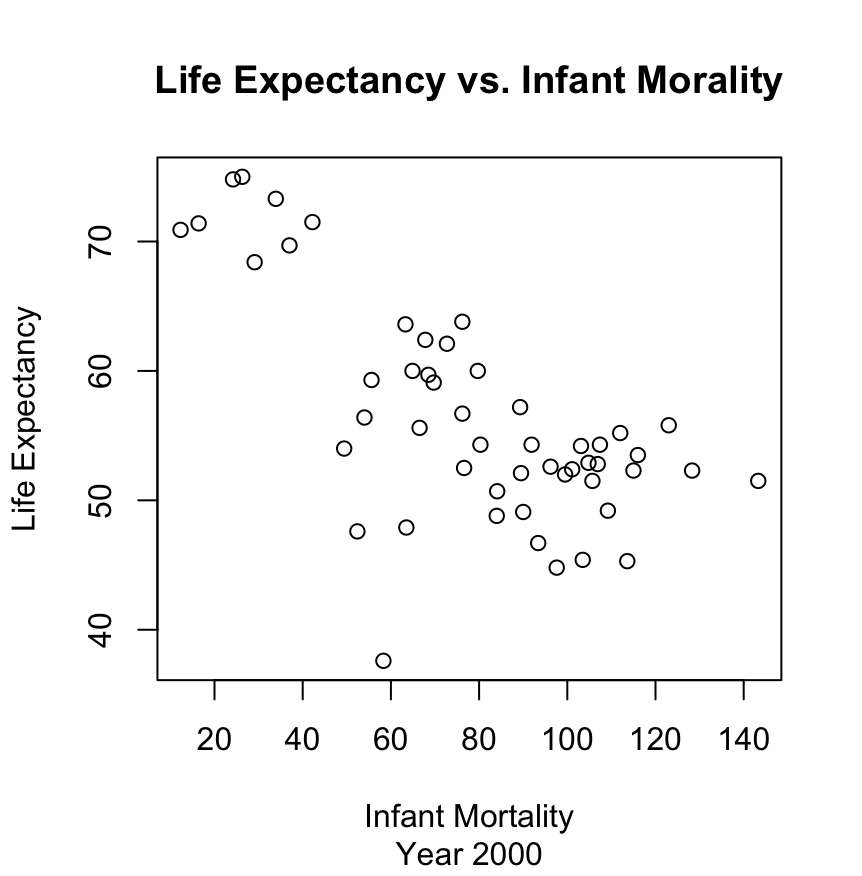 Life Expectancy vs. Infant Morality
Life Expectancy
70
60
50
40
20 40 60 80 100 120 140
Infant Mortality
Year 2000